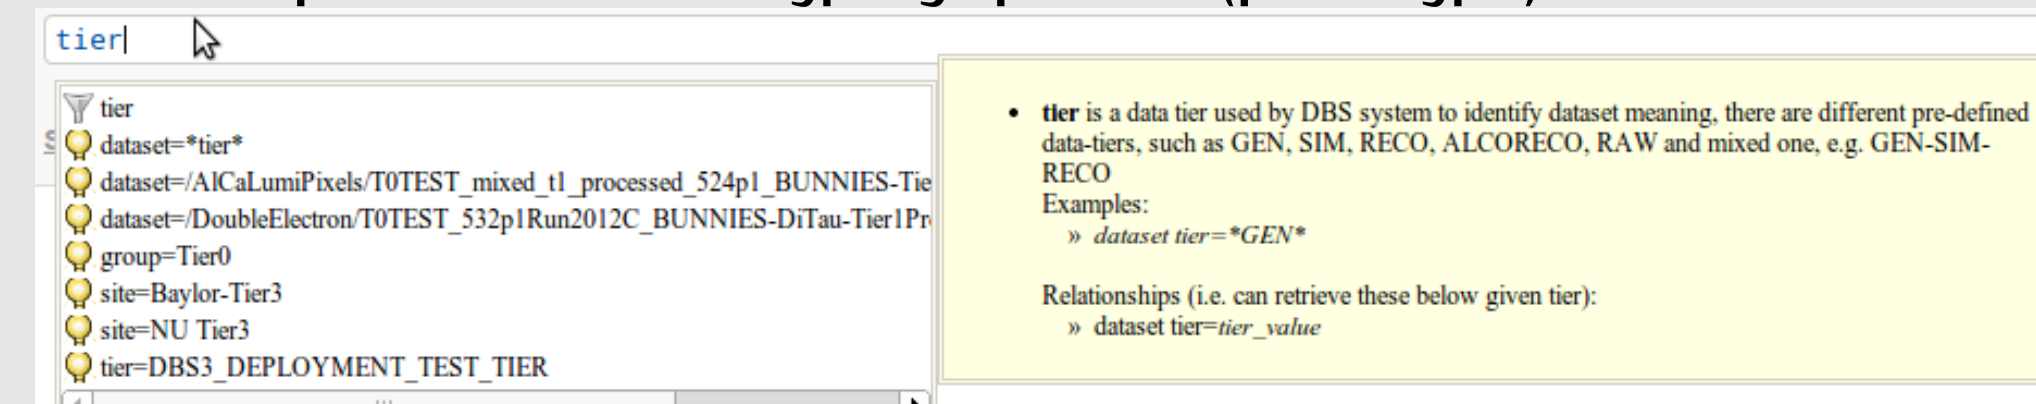 tier
tier
dataset=*tier*
dataset=/AlCaLumiPixels/T0TEST_mixed_t1_processed_524p1_BUNNIES-Tie
dataset=/DoubleElectron/T0TEST_532p1Run2012C_BUNNIES-DiTau-Tier1Pr
group=Tier0
site=Baylor-Tier3
site=NU Tier3
tier=DBS3_DEPLOYMENT_TEST_TIER
• tier is a data tier used by DBS system to identify dataset meaning, there are different pre-defined
data-tiers, such as GEN, SIM, RECO, ALCORECO, RAW and mixed one, e.g. GEN-SIM-
RECO
Examples:
» dataset tier=*GEN*
Relationships (i.e. can retrieve these below given tier):
» dataset tier=tier_value